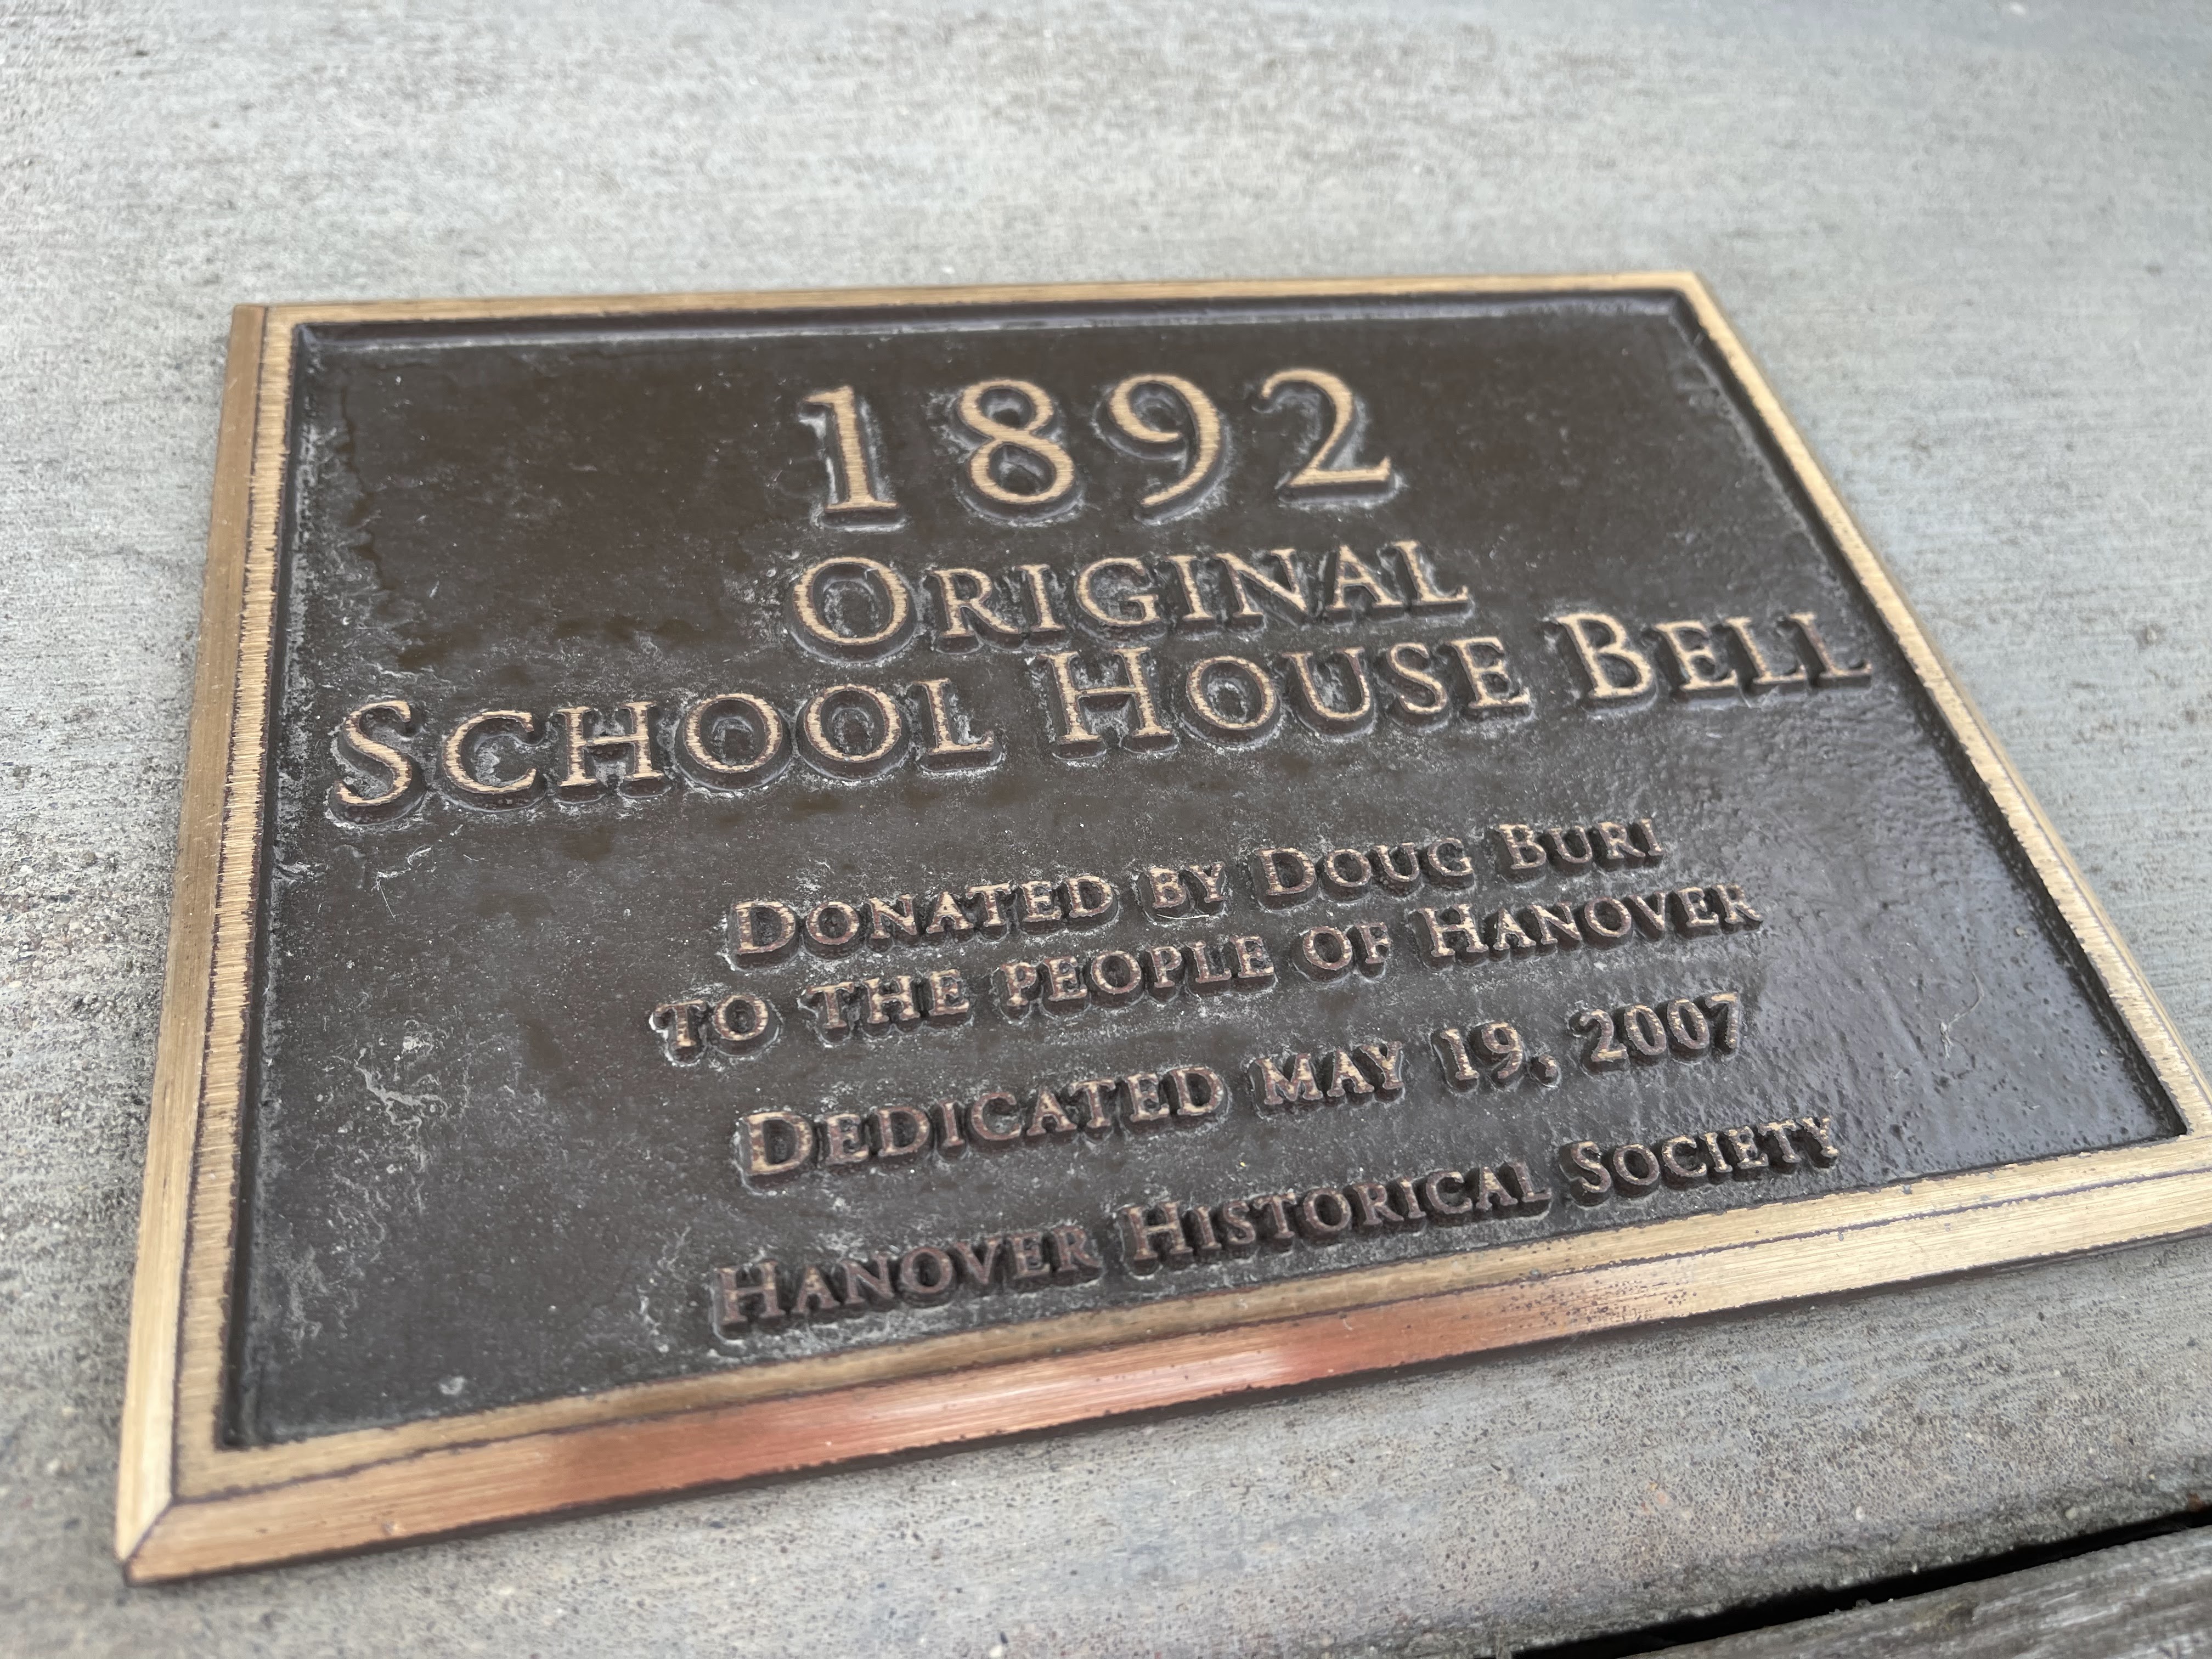 1892
Original
School House Bell
Donated by Doug Buri
to the people of Hanover
Dedicated May 19, 2007
Hanover Historical Society